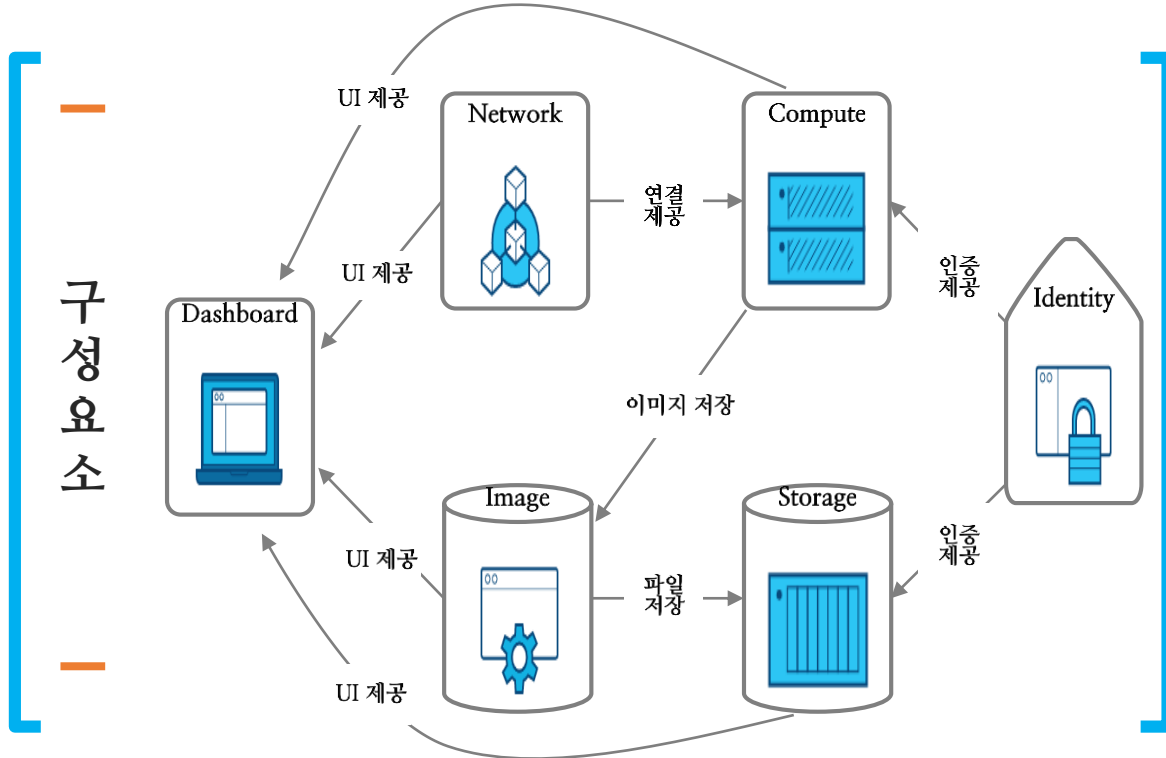 구
성
요
소
UI 제공
Network
Compute
연결
제공
UI 제공
인증
제공
Identity
Dashboard
이미지 저장
Image
Storage
UI 제공
인증
제공
파일
저장
UI 제공